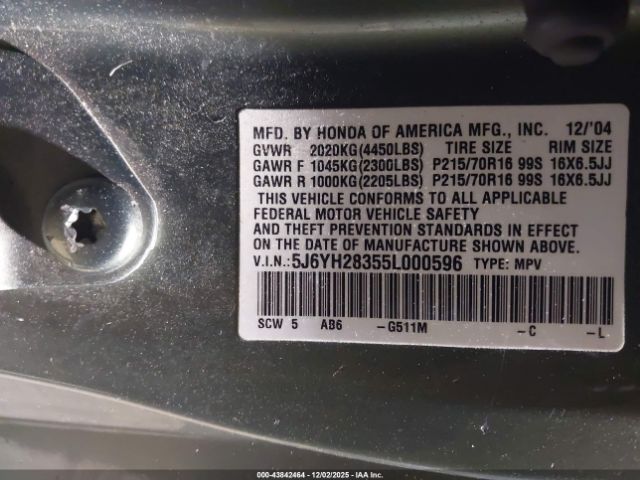 MFD. BY HONDA OF AMERICA MFG., INC. 12/'04
GVWR 2020KG(4450LBS) TIRE SIZE RIM SIZE
GAWR F 1045KG(2300LBS) P215/70R16 99S 16X6.5JJ
GAWR R 1000KG(2205LBS) P215/70R16 99S 16X6.5JJ
THIS VEHICLE CONFORMS TO ALL APPLICABLE
FEDERAL MOTOR VEHICLE SAFETY
AND THEFT PREVENTION STANDARDS IN EFFECT
ON THE DATE OF MANUFACTURE SHOWN ABOVE.
V.I.N.:5J6YH28355L000596 TYPE: MPV
SCW 5 AB6 -G511M -C -L
000-43842464 - 12/02/2025 - IAA Inc.